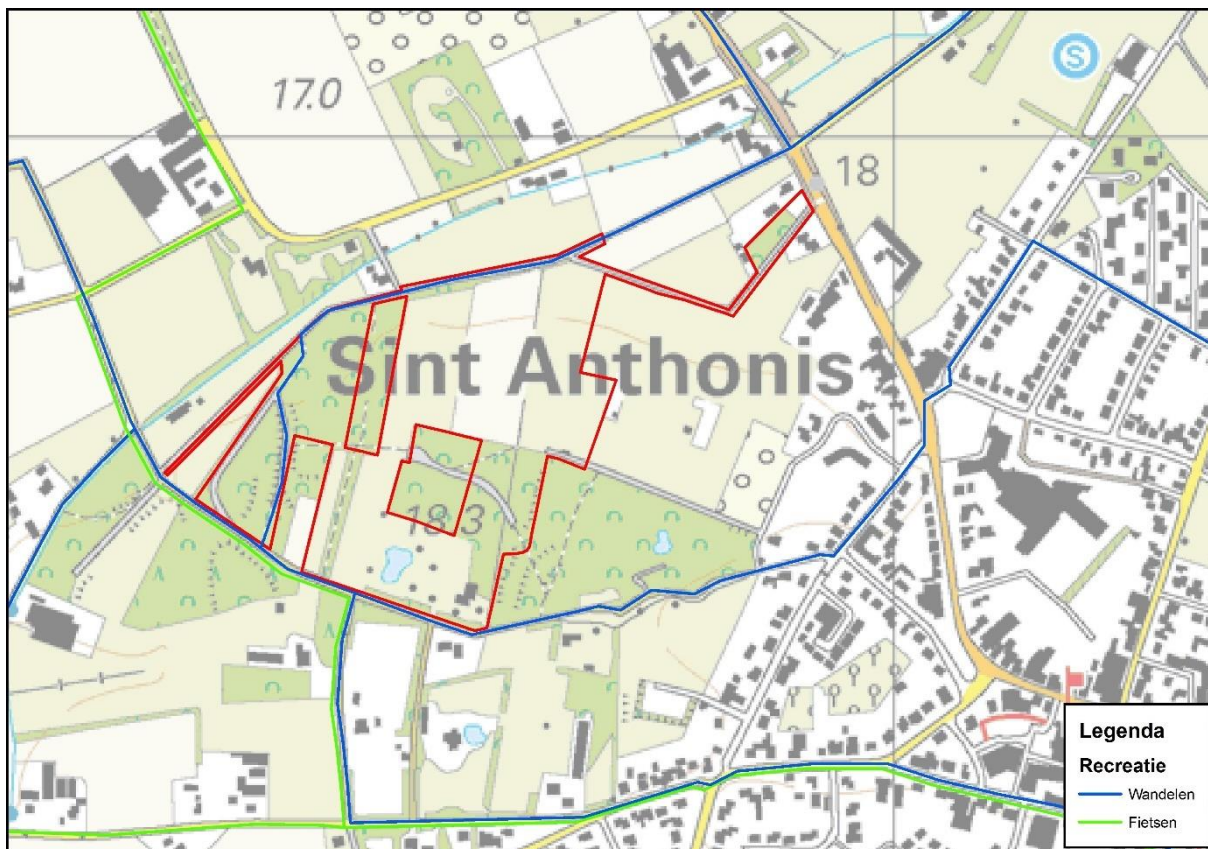 17.0
S
18
Sint Anthonis
18.3
Legenda
Recreatie
Wandelen
Fietsen